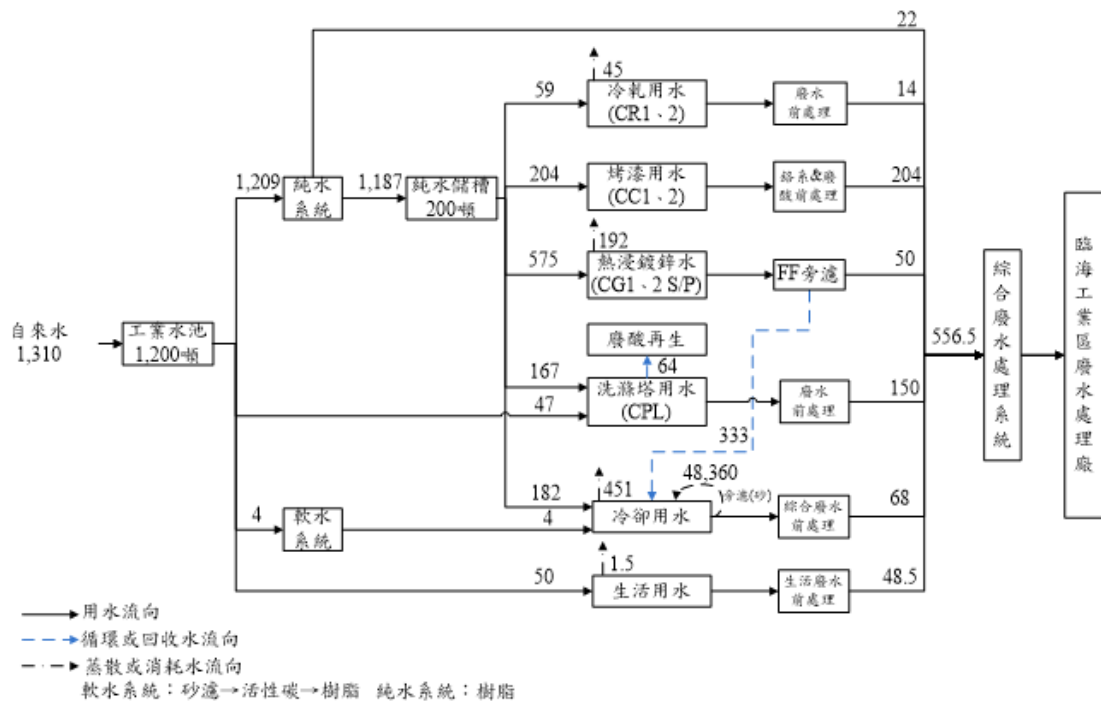 22
45
59
冷軋用水
(CR1、2)
廢水
前處理
14
1,209
純水
系統
1,187
純水儲槽
200噸
204
烤漆用水
(CC1、2)
鉻系&廢
酸前處理
204
192
575
熱浸鍍鋅水
(CG1、2 S/P)
FF旁濾
50
自來水
1,310
工業水池
1,200噸
廢酸再生
64
167
47
洗滌塔用水
(CPL)
廢水
前處理
150
556.5
綜合廢水處理系統
臨海工業區廢水處理廠
333
48,360
451
182
4
冷卻用水
旁濾(砂)
綜合廢水
前處理
68
4
軟水
系統
1.5
50
生活用水
生活廢水
前處理
48.5
用水流向
循環或回收水流向
蒸散或消耗水流向
軟水系統：砂濾→活性碳→樹脂 純水系統：樹脂